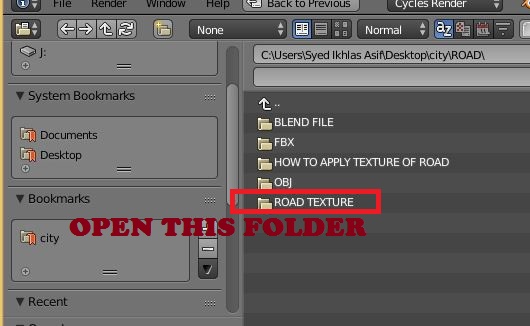 File Render Window Help Back to Previous Cycles Render
None Normal
J:
C:\Users\Syed Ikhlas Asif\Desktop\city\ROAD\
System Bookmarks
Documents
Desktop
Bookmarks
city
Recent
..
BLEND FILE
FBX
HOW TO APPLY TEXTURE OF ROAD
OBJ
ROAD TEXTURE
OPEN THIS FOLDER